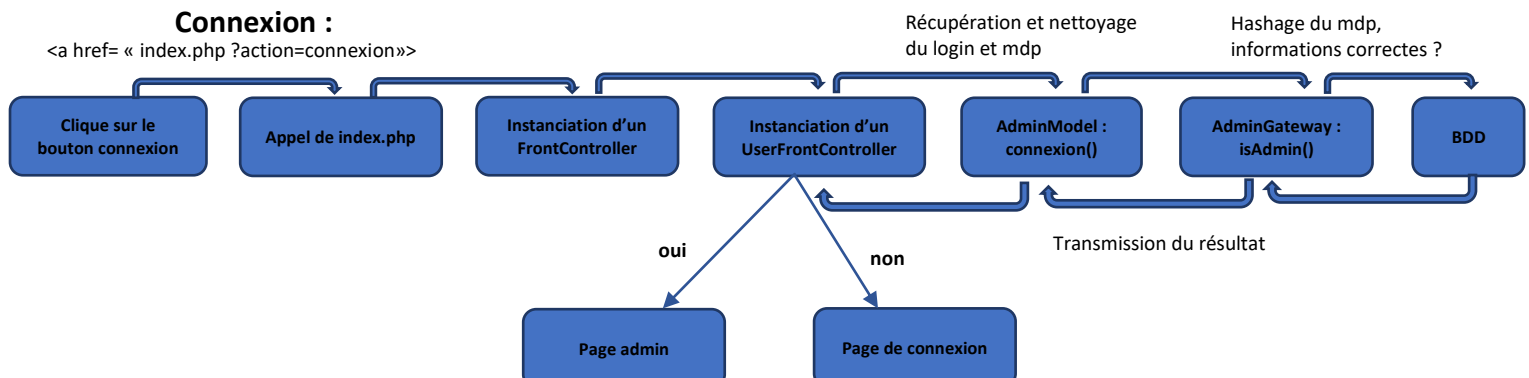 Connexion :
<a href= « index.php ?action=connexion»>
Récupération et nettoyage
du login et mdp
Hashage du mdp,
informations correctes ?
Clique sur le
bouton connexion
Appel de index.php
Instanciation d’un
FrontController
Instanciation d’un
UserFrontController
AdminModel :
connexion()
AdminGateway :
isAdmin()
BDD
Transmission du résultat
oui
non
Page admin
Page de connexion